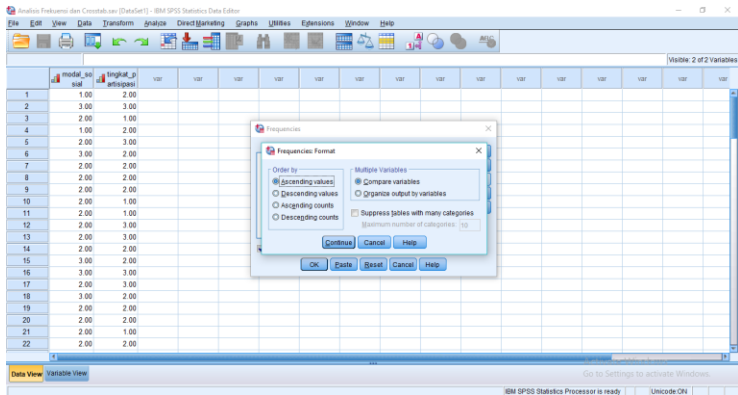 Analisis Frekuensi dan Crosstab.sav [DataSet1] - IBM SPSS Statistics Data Editor
File Edit View Data Transform Analyze Direct Marketing Graphs Utilities Extensions Window Help
Visible: 2 of 2 Variables
modal_so sial tingkat_p artisipasi var var var var var var var var var var var var var var
1 1.00 2.00
2 3.00 3.00
3 2.00 1.00
4 1.00 2.00
5 2.00 3.00
6 3.00 2.00
7 2.00 2.00
8 2.00 2.00
9 2.00 2.00
10 2.00 1.00
11 2.00 1.00
12 2.00 3.00
13 2.00 3.00
14 2.00 2.00
15 3.00 2.00
16 3.00 3.00
17 2.00 3.00
18 3.00 2.00
19 2.00 2.00
20 2.00 2.00
21 2.00 1.00
22 2.00 2.00
Frequencies
Frequencies: Format
Order by
Ascending values
Descending values
Ascending counts
Descending counts
Multiple Variables
Compare variables
Organize output by variables
Suppress tables with many categories
Maximum number of categories: 10
Continue Cancel Help
OK Paste Reset Cancel Help
Data View Variable View
Go to Settings to activate Windows.
IBM SPSS Statistics Processor is ready Unicode:ON